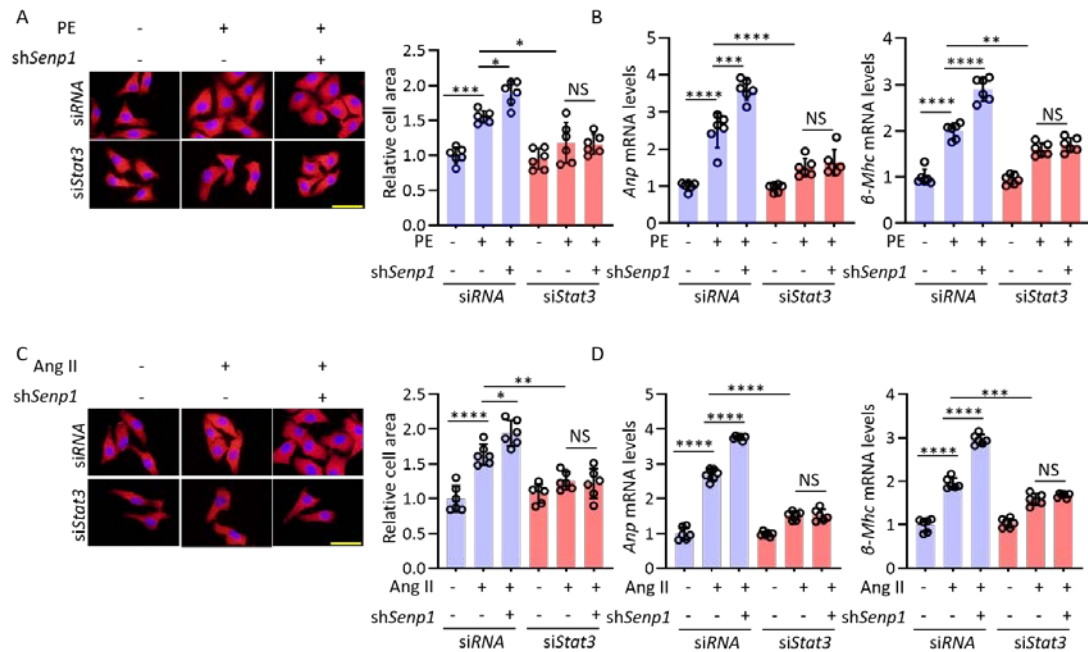 A
PE - + +
shSenp1 - - +
siRNA
siStat3
Relative cell area
2.5
2.0
1.5
1.0
0.5
0.0
*
*
***
NS
PE - + + - + +
shSenp1 - - + - - +
siRNA siStat3
B
Anp mRNA levels
5
4
3
2
1
0
****
***
****
NS
PE - + + - + +
shSenp1 - - + - - +
siRNA siStat3
β-Mhc mRNA levels
4
3
2
1
0
**
****
****
NS
PE - + + - + +
shSenp1 - - + - - +
siRNA siStat3
C
Ang II - + +
shSenp1 - - +
siRNA
siStat3
Relative cell area
2.5
2.0
1.5
1.0
0.5
0.0
**
*
****
NS
Ang II - + + - + +
shSenp1 - - + - - +
siRNA siStat3
D
Anp mRNA levels
5
4
3
2
1
0
****
****
****
NS
Ang II - + + - + +
shSenp1 - - + - - +
siRNA siStat3
β-Mhc mRNA levels
4
3
2
1
0
***
****
****
NS
Ang II - + + - + +
shSenp1 - - + - - +
siRNA siStat3